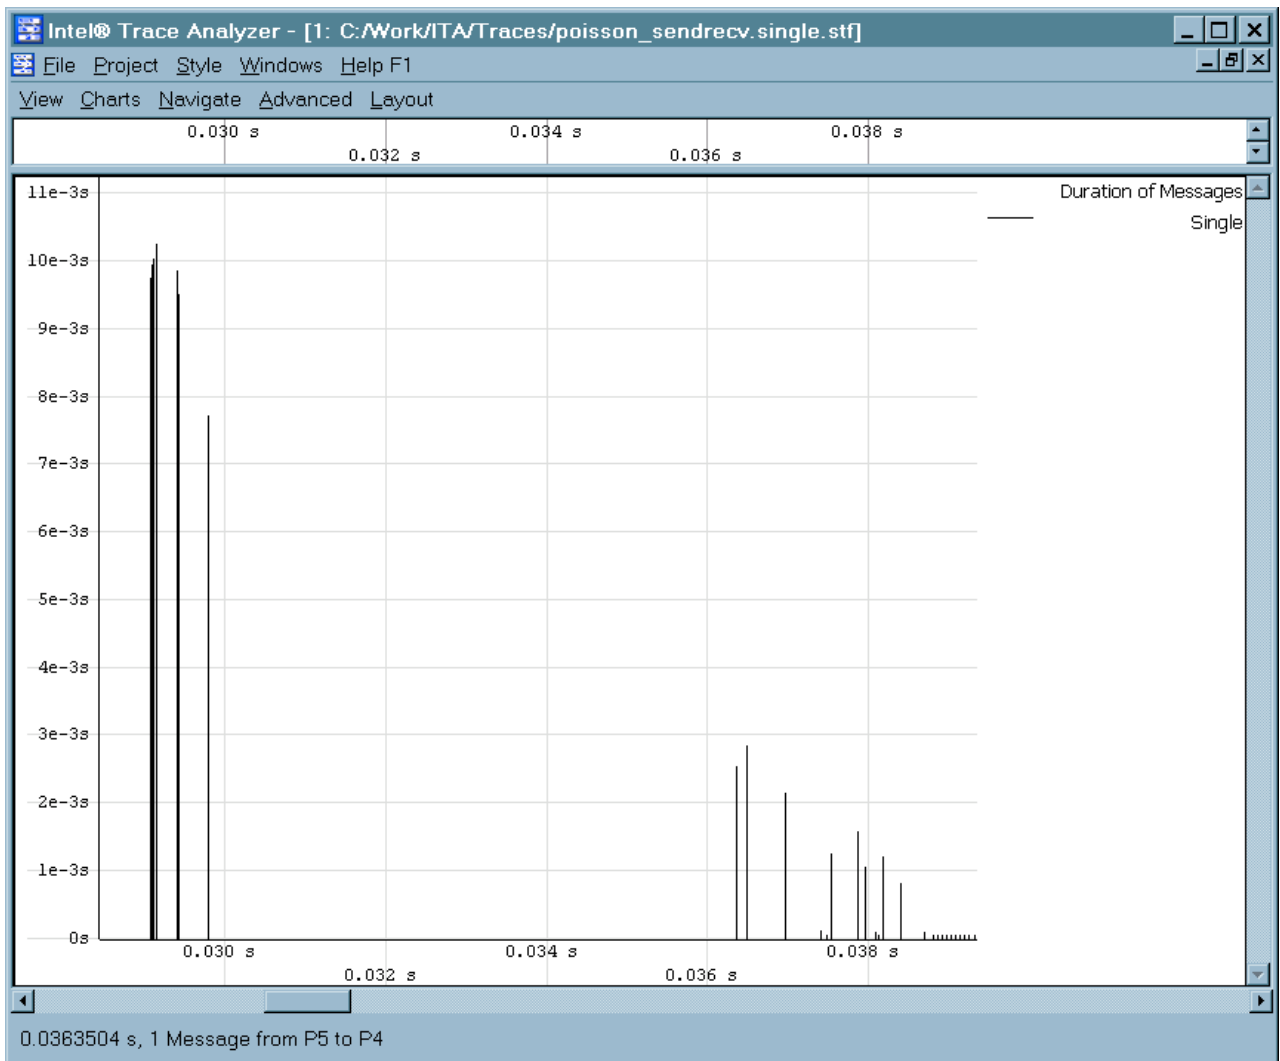 Intel® Trace Analyzer - [1: C:/Work/ITA/Traces/poisson_sendrecv.single.stf]
File Project Style Windows Help F1
View Charts Navigate Advanced Layout
0.030 s 0.034 s 0.038 s
0.032 s 0.036 s
11e-3s
Duration of Messages
Single
10e-3s
9e-3s
8e-3s
7e-3s
6e-3s
5e-3s
4e-3s
3e-3s
2e-3s
1e-3s
0s
0.030 s 0.034 s 0.038 s
0.032 s 0.036 s
0.0363504 s, 1 Message from P5 to P4